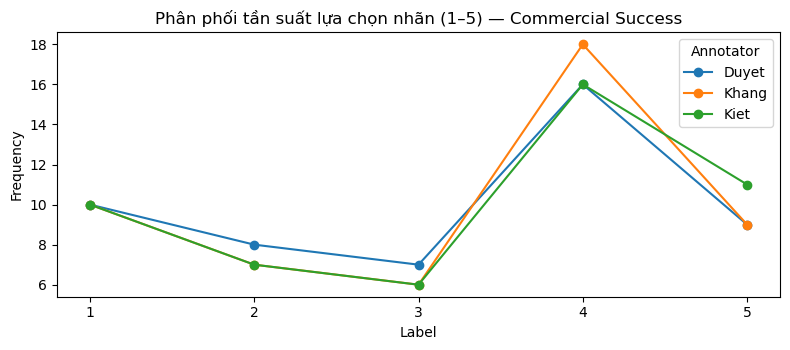 Phân phối tần suất lựa chọn nhãn (1–5) — Commercial Success
Frequency
18
16
14
12
10
8
6
Annotator
Duyet
Khang
Kiet
1 2 3 4 5
Label